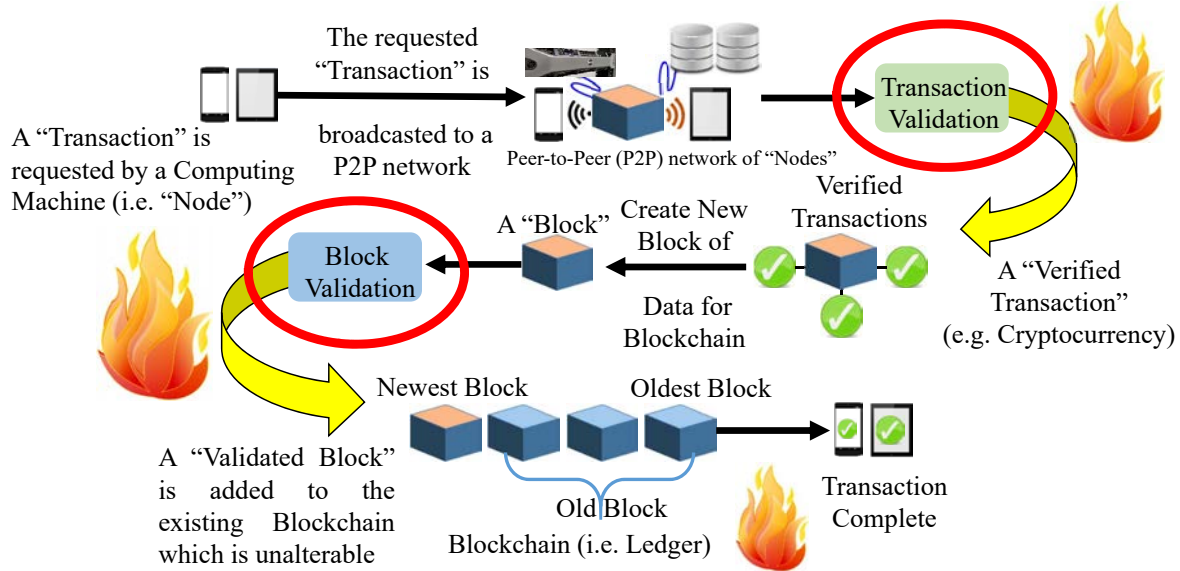 The requested
“Transaction” is
broadcasted to a
P2P network
A “Transaction” is
requested by a Computing
Machine (i.e. “Node”)
Peer-to-Peer (P2P) network of “Nodes”
Transaction
Validation
A “Verified
Transaction”
(e.g. Cryptocurrency)
Verified
Transactions
Create New
Block of
Data for
Blockchain
A “Block”
Block
Validation
A “Validated Block”
is added to the
existing Blockchain
which is unalterable
Newest Block
Oldest Block
Old Block
Blockchain (i.e. Ledger)
Transaction
Complete